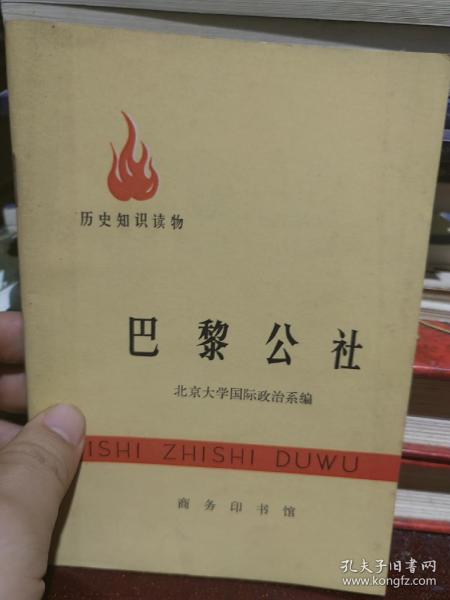 历史知识读物
巴黎公社
北京大学国际政治系编
ISHI ZHISHI DUWU
商务印书馆
孔夫子旧书网
www.kongfz.com